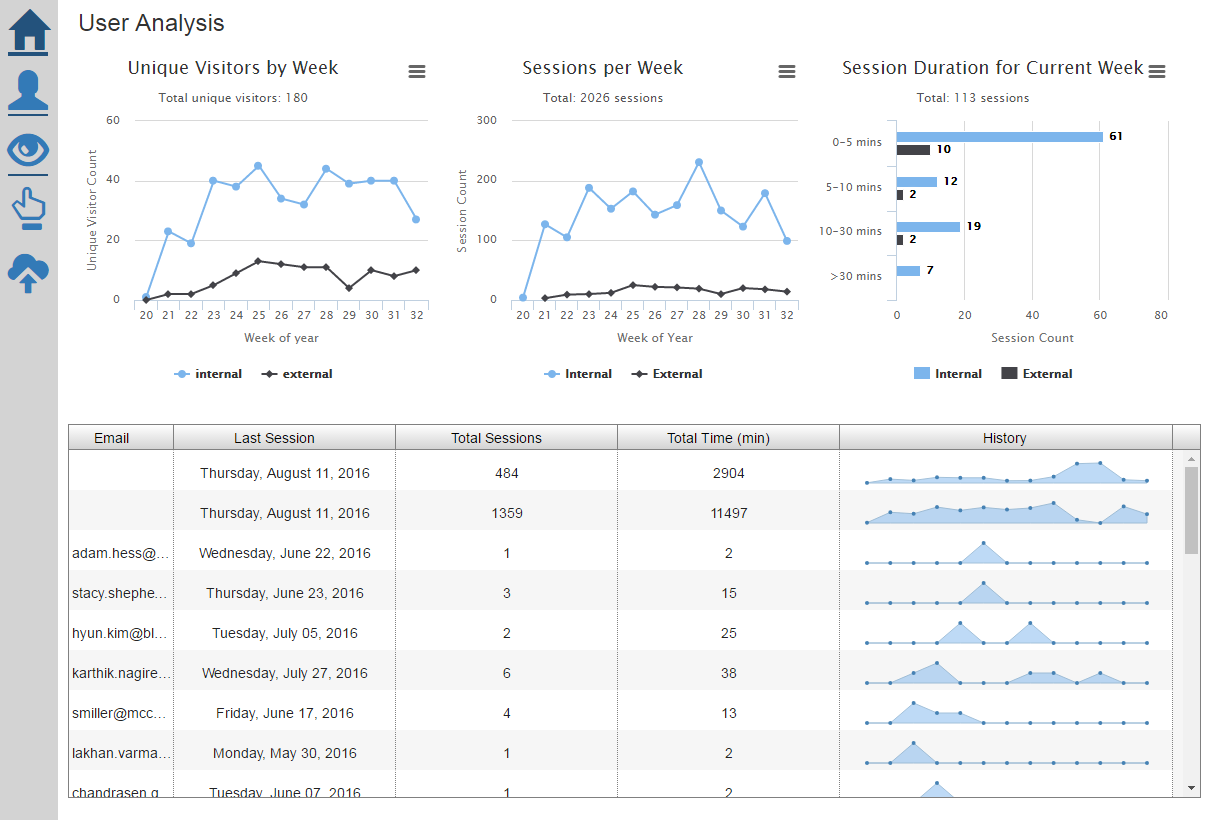 User Analysis
Unique Visitors by Week
Total unique visitors: 180
Unique Visitor Count
60
40
20
0
20 21 22 23 24 25 26 27 28 29 30 31 32
Week of year
internal external
Sessions per Week
Total: 2026 sessions
Session Count
300
200
100
0
20 21 22 23 24 25 26 27 28 29 30 31 32
Week of Year
Internal External
Session Duration for Current Week
Total: 113 sessions
0-5 mins 61
10
5-10 mins 12
2
10-30 mins 19
2
>30 mins 7
0 20 40 60 80
Session Count
Internal External
Email Last Session Total Sessions Total Time (min) History
Thursday, August 11, 2016 484 2904
Thursday, August 11, 2016 1359 11497
adam.hess@... Wednesday, June 22, 2016 1 2
stacy.shephe... Thursday, June 23, 2016 3 15
hyun.kim@bl... Tuesday, July 05, 2016 2 25
karthik.nagire... Wednesday, July 27, 2016 6 38
smiller@mcc... Friday, June 17, 2016 4 13
lakhan.varma... Monday, May 30, 2016 1 2
chandrasen.g... Tuesday, June 07, 2016 1 2